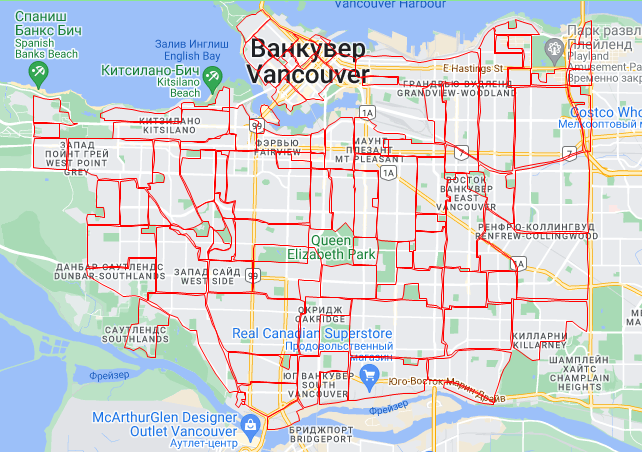 Vancouver Harbour
Спаниш
Банкс Бич
Spanish
Banks Beach
Залив Инглиш
English Bay
Ванкувер
Vancouver
Китсилано-Бич
Kitsilano
Beach
E Hastings St
Парк развл
Плейленд
Playland
Amusement Pa
Временно закр
ГРАНДВЬЮ-ВУДЛЕНД
GRANDVIEW-WOODLAND
Costco Who
Мелкооптовый м
1A
99
КИТЗИЛАНО
KITSILANO
ФЭРВЬЮ
FAIRVIEW
МАУНТ
ПЛЕЗАНТ
MT PLEASANT
7
7
ЗАПАД
ПОЙНТ ГРЕЙ
WEST POINT
GREY
1A
ВОСТОК
ВАНКУВЕР
EAST
VANCOUVER
РЕНФРЮ-КОЛЛИНГВУД
RENFREW-COLLINGWOOD
Queen
Elizabeth Park
ДАНБАР-САУТЛЕНДС
DUNBAR-SOUTHLANDS
ЗАПАД САЙД
WEST SIDE
99
1A
ОКРИДЖ
OAKRIDGE
САУТЛЕНДС
SOUTHLANDS
Real Canadian Superstore
Продовольственный
магазин
КИЛЛАРНИ
KILLARNEY
ШАМПЛЕЙН
ХАЙТС
CHAMPLAIN
HEIGHTS
Фрейзер
ЮГ ВАНКУВЕР
SOUTH
VANCOUVER
Юго-Восток Марин-Драйв
Фрейзер
McArthurGlen Designer
Outlet Vancouver
Аутлет-центр
БРИДЖПОРТ
BRIDGEPORT